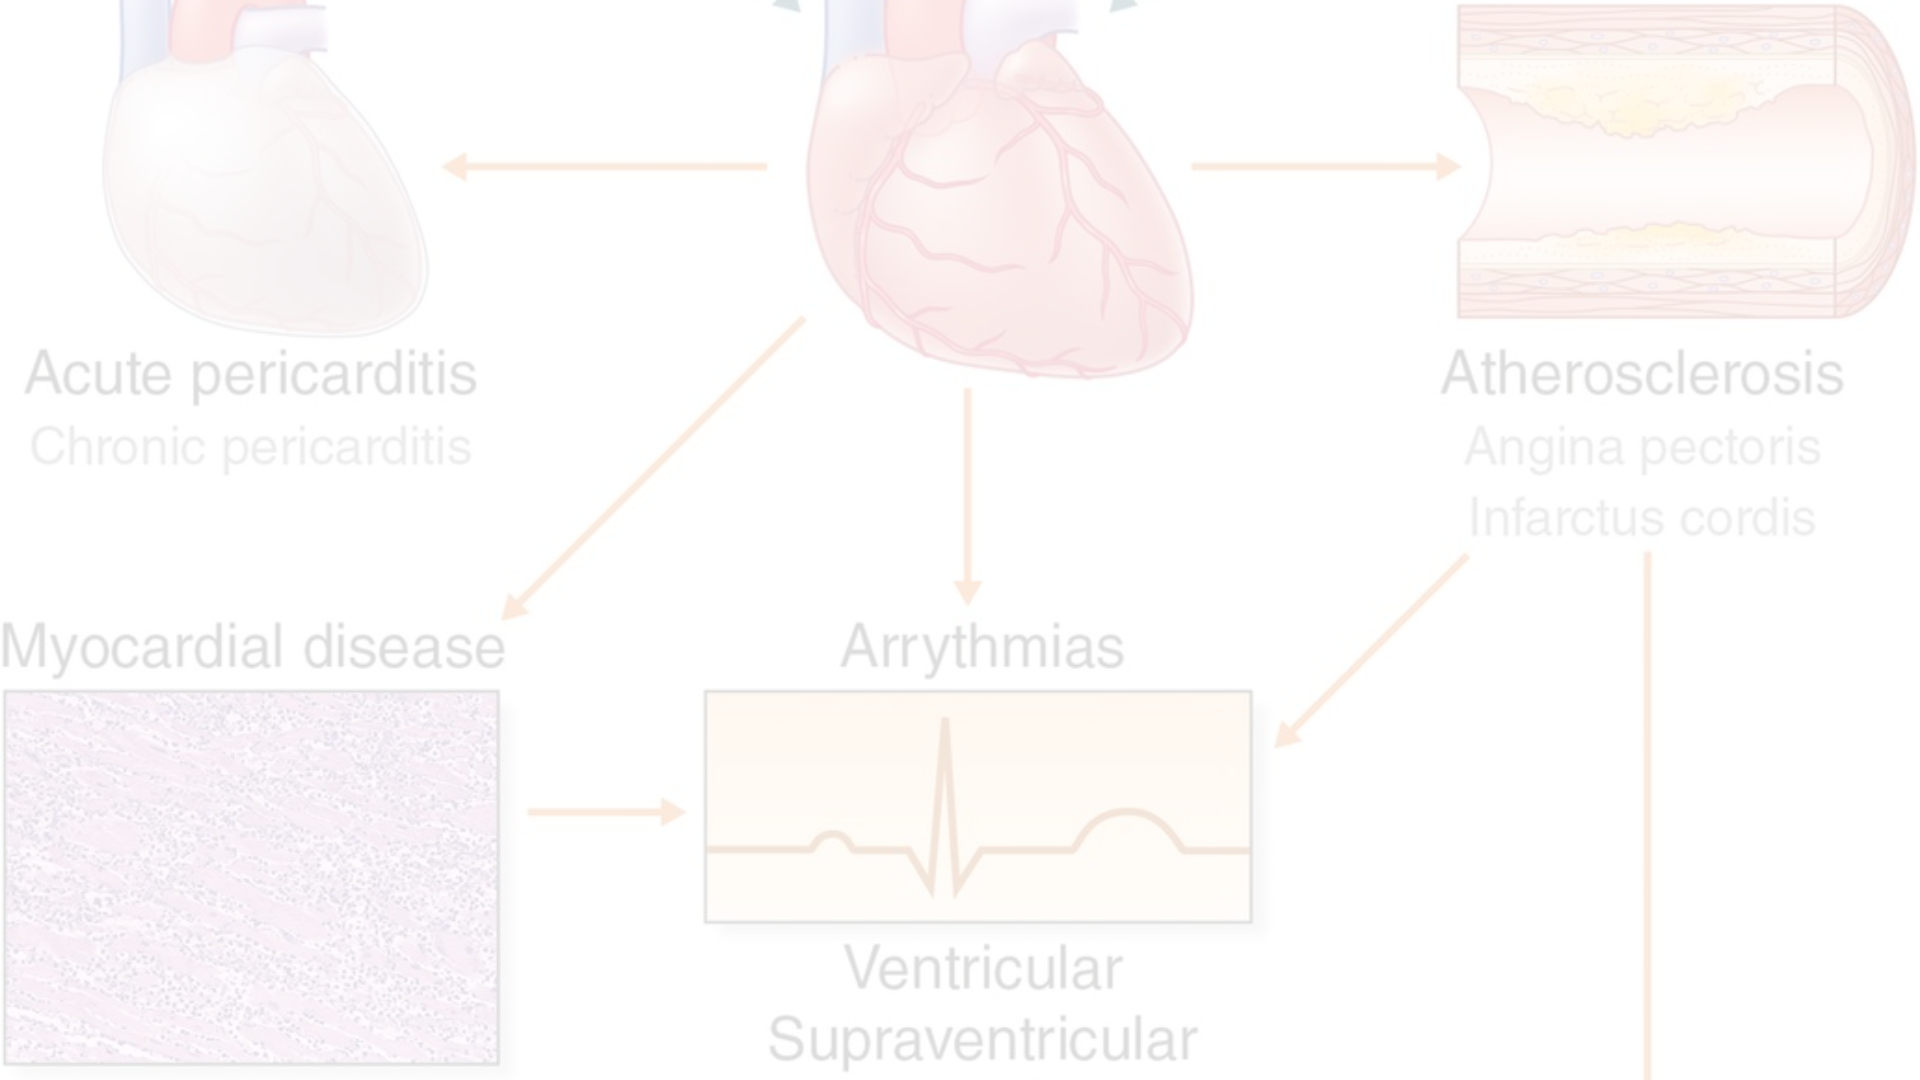 Acute pericarditis
Chronic pericarditis
Atherosclerosis
Angina pectoris
Infarctus cordis
Myocardial disease
Arrythmias
Ventricular
Supraventricular